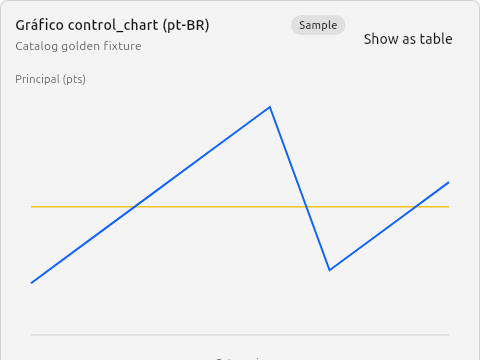 Gráfico control_chart (pt-BR)
Sample
Show as table
Catalog golden fixture
Principal (pts)